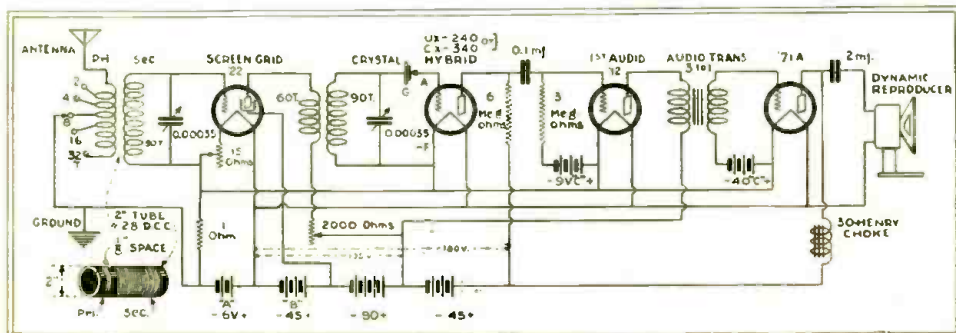 ANTENNA
PRI
SEC
2
4
8
16
32
T
90T
0.00035
SCREEN GRID
'22
15
Ohms
1
Ohm
60T.
CRYSTAL
90T.
0.00035
G
A
-F
UX-240 OR
CX-340
HYBRID
0.1 mf.
6
Meg
ohms
3
Meg
ohms
1ST AUDIO
'12
-9V"C"+
AUDIO TRANS
3 to 1
'71A
-40"C"+
2 mf.
DYNAMIC
REPRODUCER
30-HENRY
CHOKE
GROUND
2" TUBE
#28 D.C.C.
1/8" SPACE
2"
PRI.
SEC.
2000 Ohms
180V.
135
"A"
-6V+
"B"
-45+
-90+
-45+